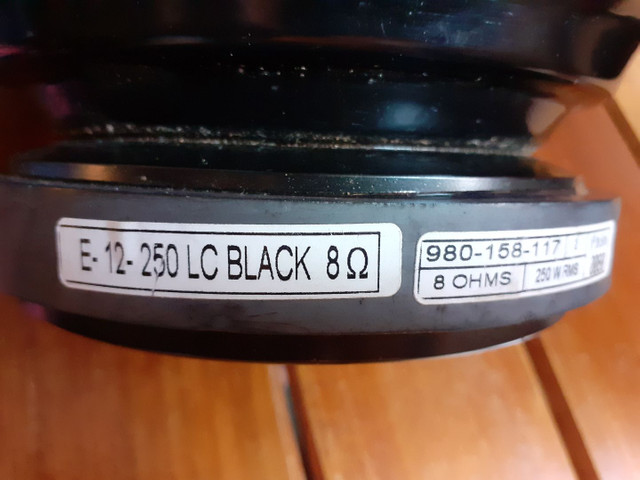 E- 12- 250 LC BLACK 8 Ω
980-158-117
8 OHMS 250 W RMS